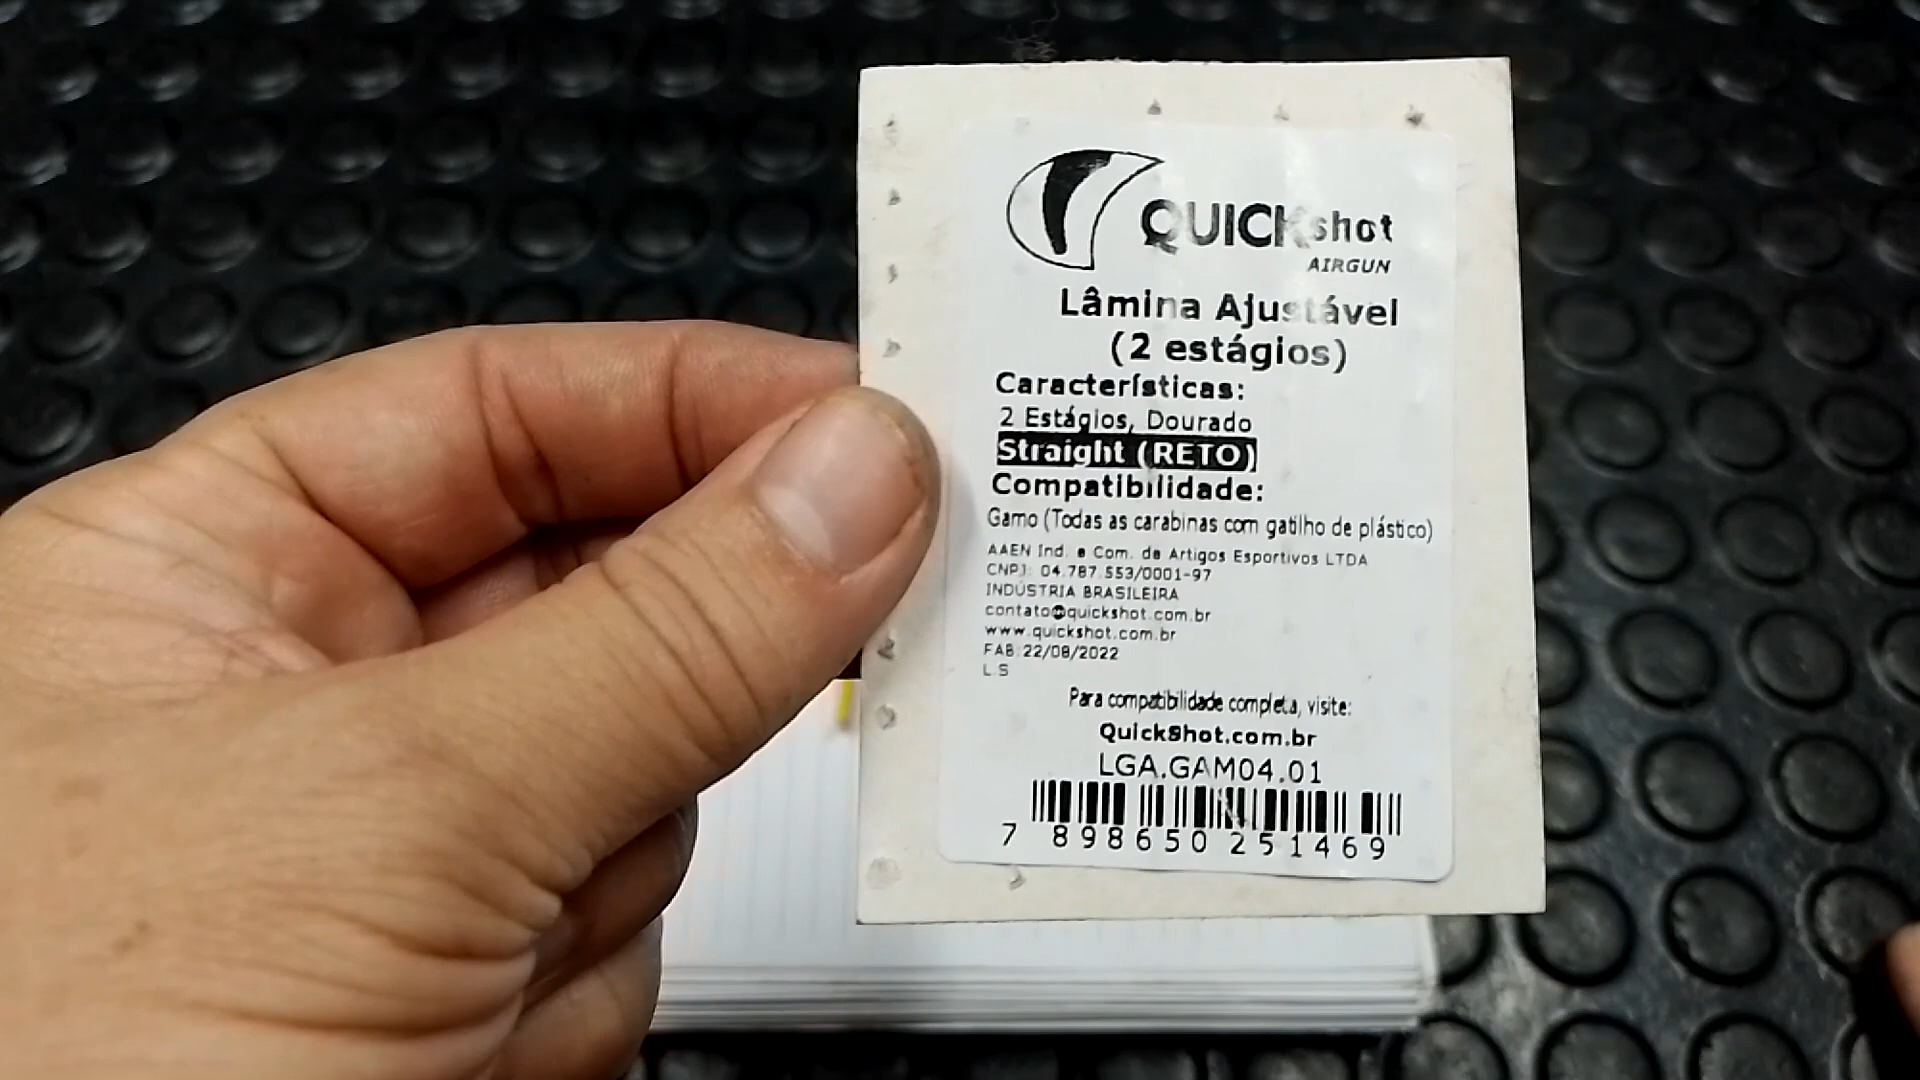 QUICKshot
AIRGUN
Lâmina Ajustável
(2 estágios)
Características:
2 Estágios, Dourado
Straight (RETO)
Compatibilidade:
Gamo (Todas as carabinas com gatilho de plástico)
AAEN Ind. e Com. de Artigos Esportivos LTDA
CNPJ: 04.787.553/0001-97
INDÚSTRIA BRASILEIRA
contato@quickshot.com.br
www.quickshot.com.br
FAB:22/08/2022
L.S
Para compatibilidade completa, visite:
QuickShot.com.br
LGA.GAM04.01
7 898650 251469